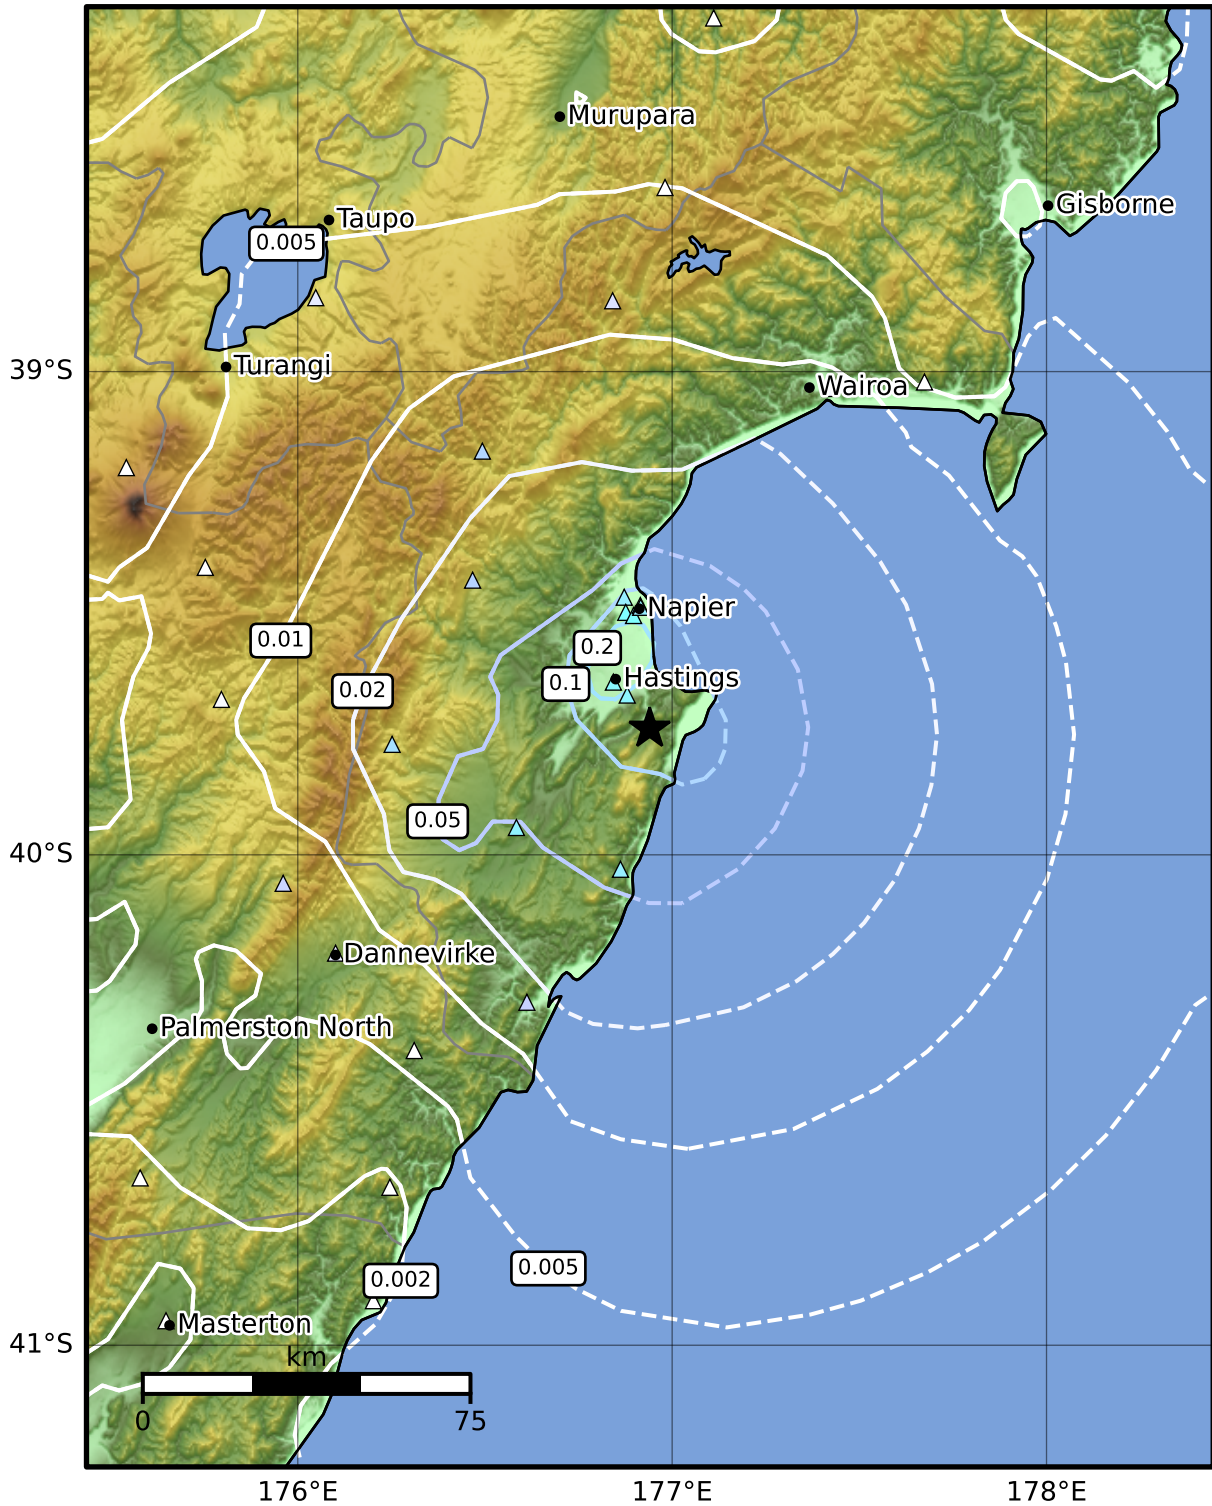 Murupara
Gisborne
Taupo
0.005
39°S
Turangi
Wairoa
Napier
0.01
0.2
Hastings
0.1
0.02
0.05
40°S
Dannevirke
Palmerston North
0.005
0.002
Masterton
41°S
km
0
75
176°E
177°E
178°E